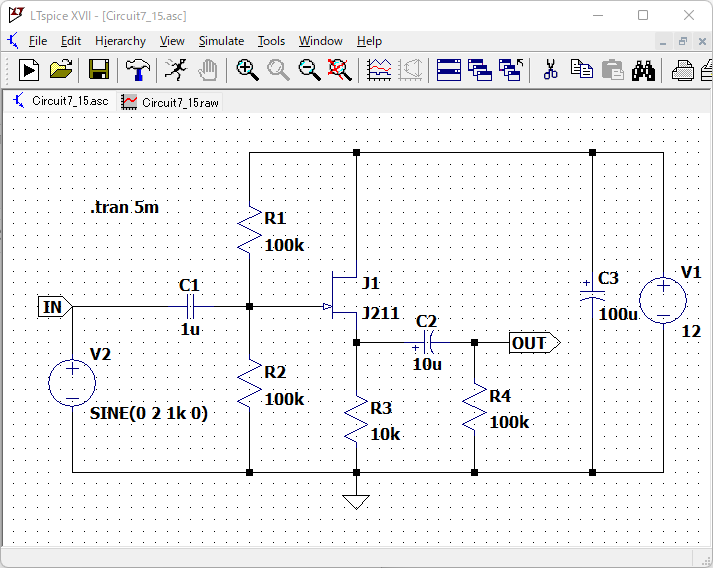 LTspice XVII - [Circuit7_15.asc]
File Edit Hierarchy View Simulate Tools Window Help
Circuit7_15.asc Circuit7_15.raw
.tran 5m
R1
100k
C1
1u
IN
J1
J211
C3
100u
V1
12
V2
SINE(0 2 1k 0)
R2
100k
C2
10u
OUT
R3
10k
R4
100k